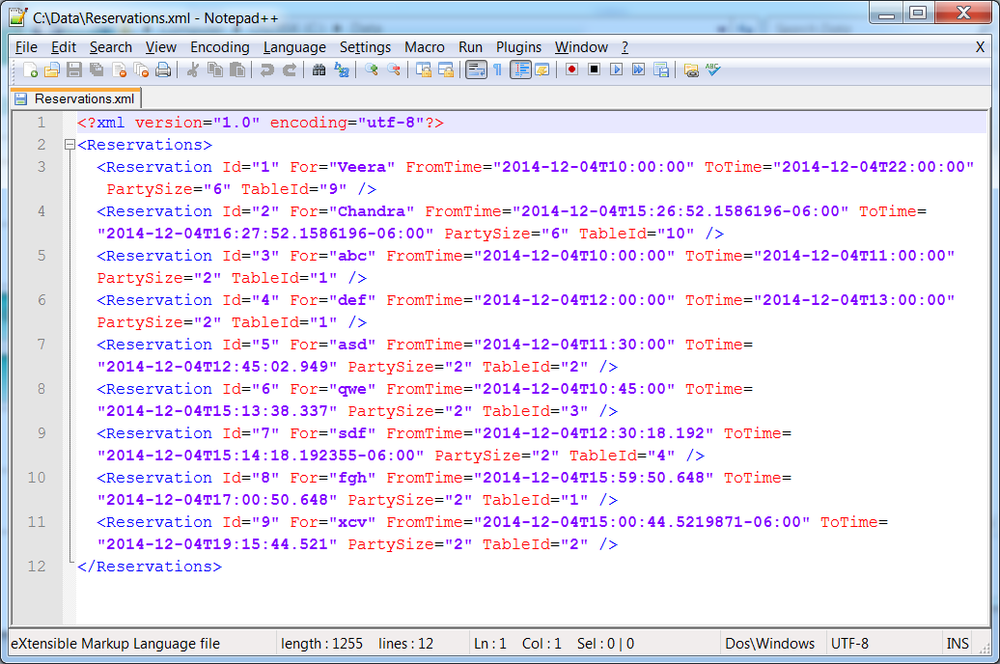 C:\Data\Reservations.xml - Notepad++
File Edit Search View Encoding Language Settings Macro Run Plugins Window ? X
Reservations.xml
1 <?xml version="1.0" encoding="utf-8"?>
2 <Reservations>
3 <Reservation Id="1" For="Veera" FromTime="2014-12-04T10:00:00" ToTime="2014-12-04T22:00:00"
PartySize="6" TableId="9" />
4 <Reservation Id="2" For="Chandra" FromTime="2014-12-04T15:26:52.1586196-06:00" ToTime=
"2014-12-04T16:27:52.1586196-06:00" PartySize="6" TableId="10" />
5 <Reservation Id="3" For="abc" FromTime="2014-12-04T10:00:00" ToTime="2014-12-04T11:00:00"
PartySize="2" TableId="1" />
6 <Reservation Id="4" For="def" FromTime="2014-12-04T12:00:00" ToTime="2014-12-04T13:00:00"
PartySize="2" TableId="1" />
7 <Reservation Id="5" For="asd" FromTime="2014-12-04T11:30:00" ToTime=
"2014-12-04T12:45:02.949" PartySize="2" TableId="2" />
8 <Reservation Id="6" For="qwe" FromTime="2014-12-04T10:45:00" ToTime=
"2014-12-04T15:13:38.337" PartySize="2" TableId="3" />
9 <Reservation Id="7" For="sdf" FromTime="2014-12-04T12:30:18.192" ToTime=
"2014-12-04T15:14:18.192355-06:00" PartySize="2" TableId="4" />
10 <Reservation Id="8" For="fgh" FromTime="2014-12-04T15:59:50.648" ToTime=
"2014-12-04T17:00:50.648" PartySize="2" TableId="1" />
11 <Reservation Id="9" For="xcv" FromTime="2014-12-04T15:00:44.5219871-06:00" ToTime=
"2014-12-04T19:15:44.521" PartySize="2" TableId="2" />
12 </Reservations>
eXtensible Markup Language file length : 1255 lines : 12 Ln : 1 Col : 1 Sel : 0 | 0 Dos\Windows UTF-8 INS